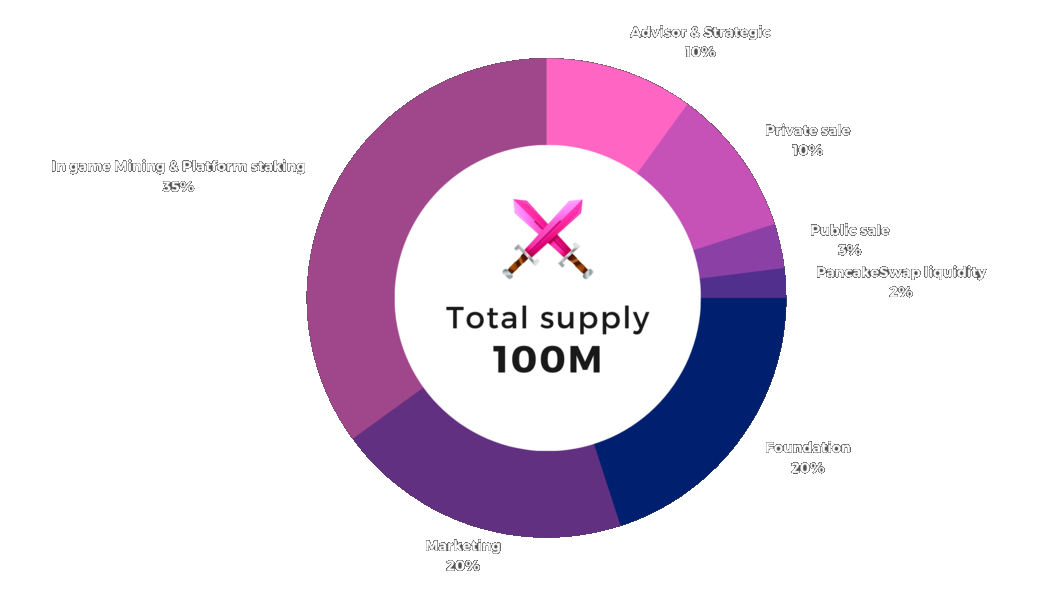 Advisor & Strategic
10%
Private sale
10%
In game Mining & Platform staking
35%
Public sale
3%
PancakeSwap liquidity
2%
Total supply
100M
Foundation
20%
Marketing
20%